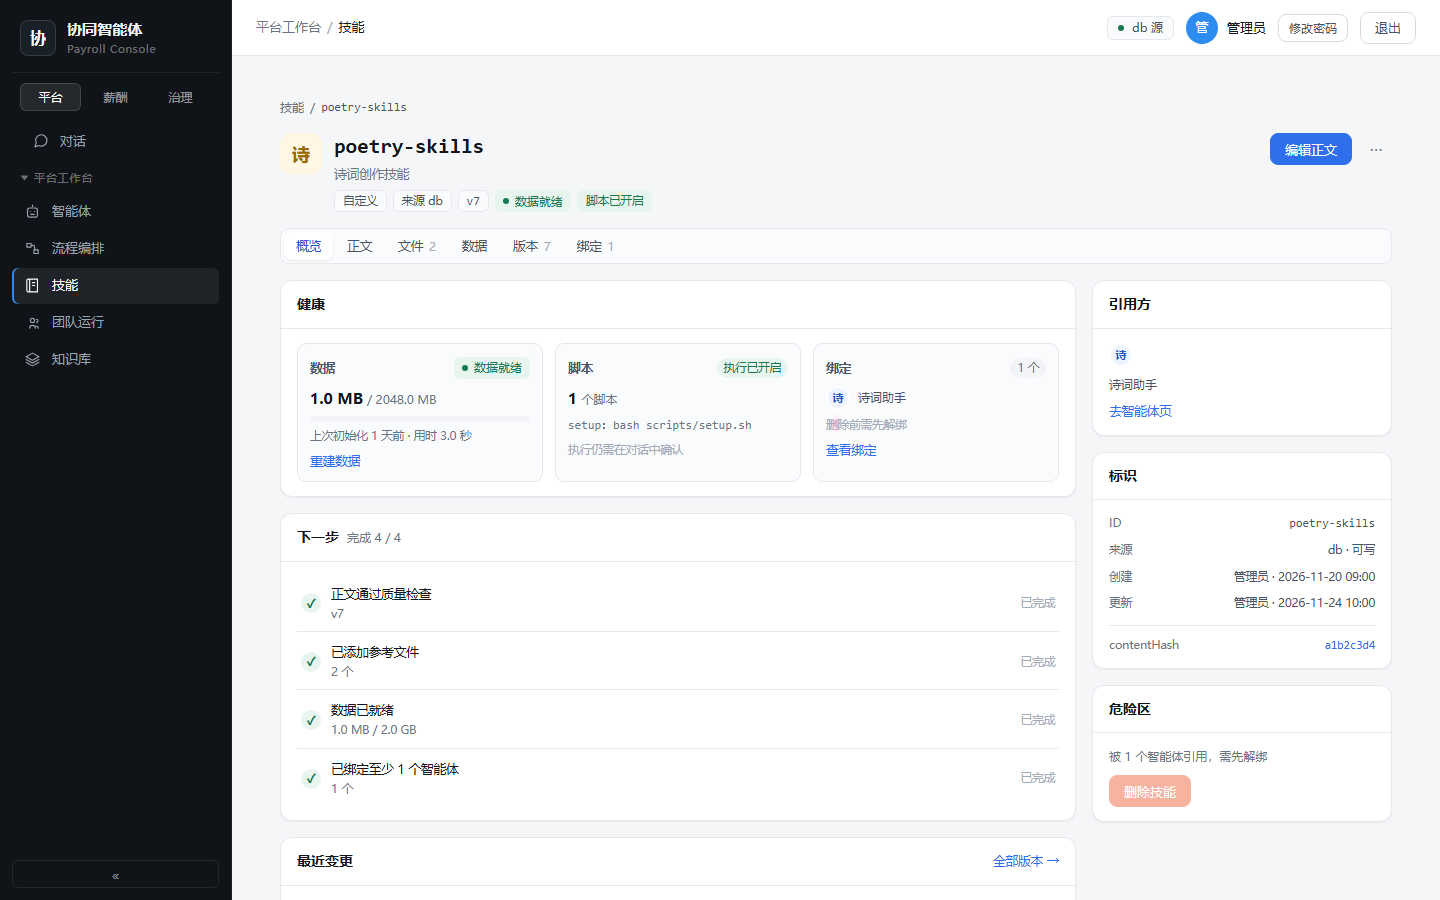 协
协同智能体
Payroll Console
平台
薪酬
治理
对话
平台工作台
智能体
流程编排
技能
团队运行
知识库
«
平台工作台 / 技能
db 源
管
管理员
修改密码
退出
技能 / poetry-skills
诗
poetry-skills
诗词创作技能
自定义
来源 db
v7
数据就绪
脚本已开启
编辑正文
···
概览
正文
文件 2
数据
版本 7
绑定 1
健康
数据
数据就绪
1.0 MB / 2048.0 MB
上次初始化 1 天前 · 用时 3.0 秒
重建数据
脚本
执行已开启
1 个脚本
setup: bash scripts/setup.sh
执行仍需在对话中确认
绑定
1 个
诗
诗词助手
删除前需先解绑
查看绑定
下一步 完成 4 / 4
正文通过质量检查
v7
已完成
已添加参考文件
2 个
已完成
数据已就绪
1.0 MB / 2.0 GB
已完成
已绑定至少 1 个智能体
1 个
已完成
最近变更
全部版本 →
引用方
诗
诗词助手
去智能体页
标识
ID poetry-skills
来源 db · 可写
创建 管理员 · 2026-11-20 09:00
更新 管理员 · 2026-11-24 10:00
contentHash a1b2c3d4
危险区
被 1 个智能体引用，需先解绑
删除技能